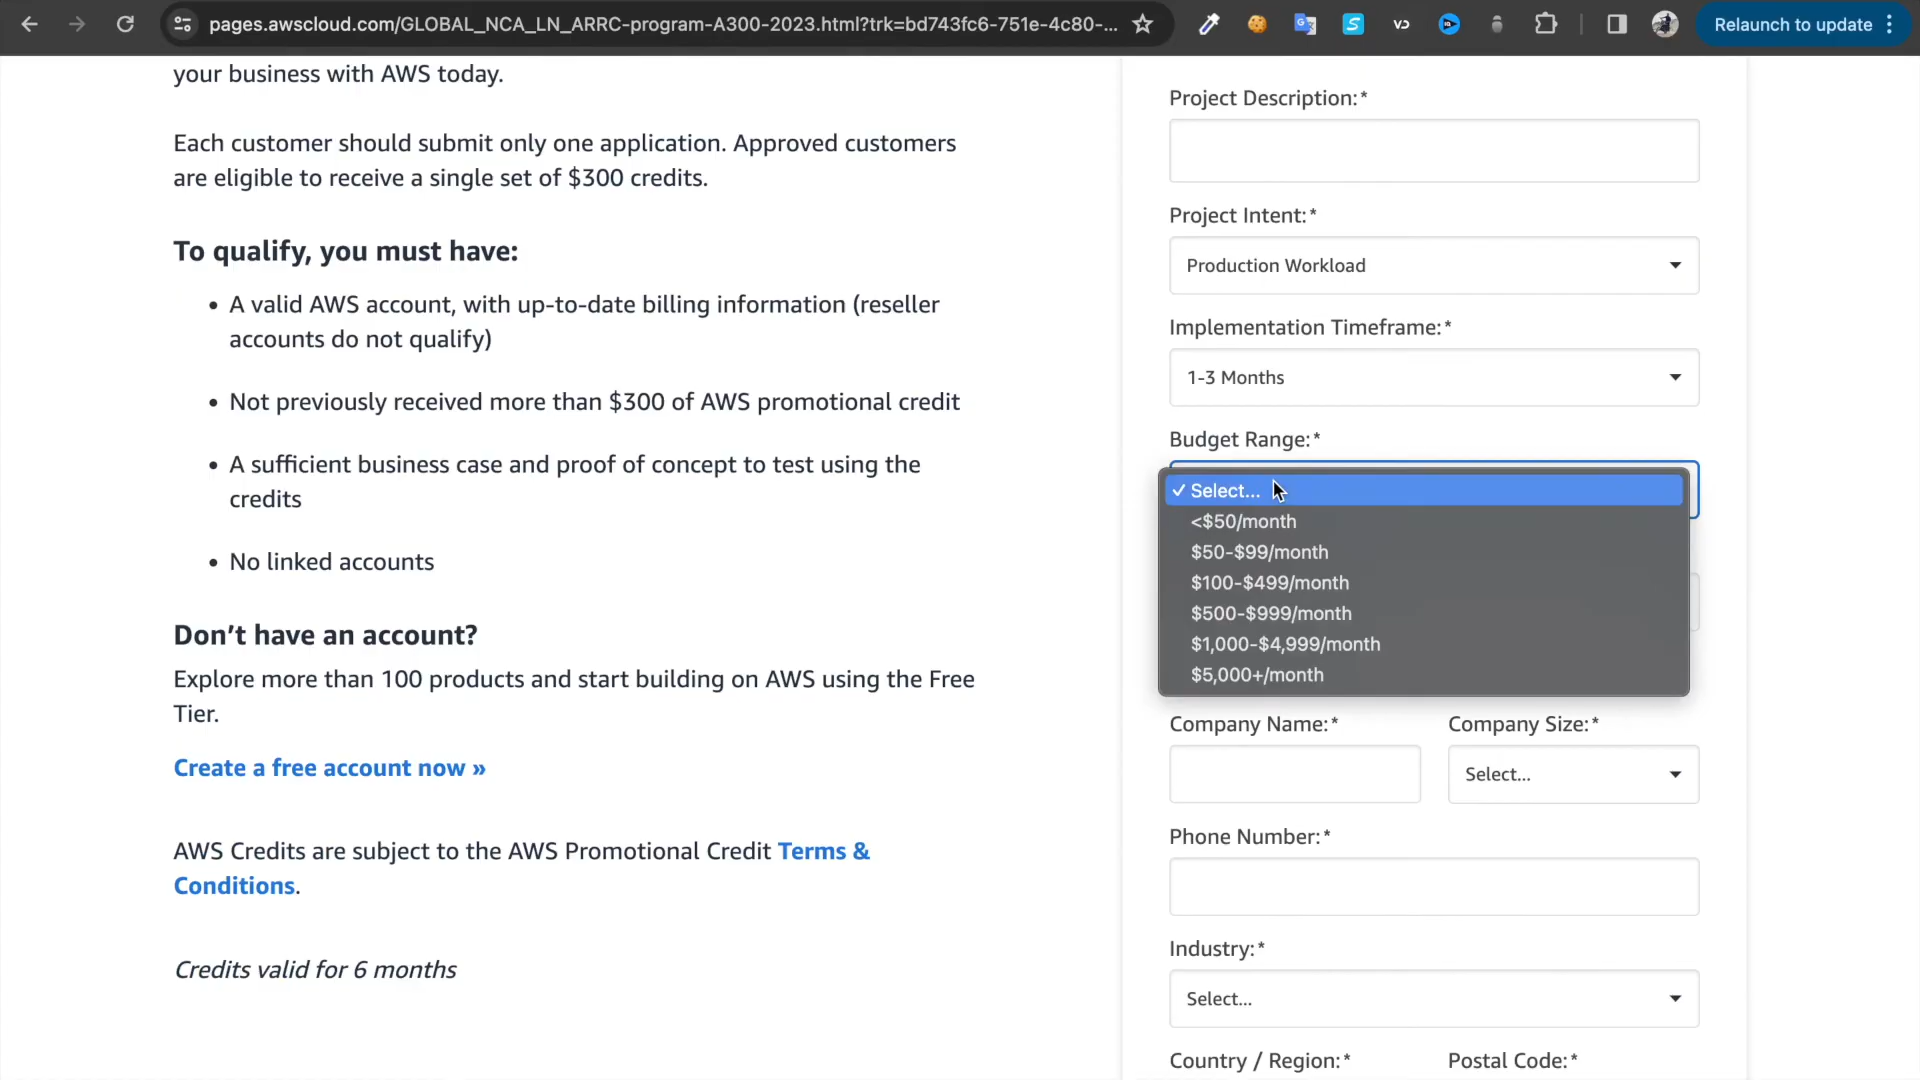 pages.awscloud.com/GLOBAL_NCA_LN_ARRC-program-A300-2023.html?trk=bd743fc6-751e-4c80-...
Relaunch to update
your business with AWS today.
Each customer should submit only one application. Approved customers
are eligible to receive a single set of $300 credits.
To qualify, you must have:
• A valid AWS account, with up-to-date billing information (reseller
accounts do not qualify)
• Not previously received more than $300 of AWS promotional credit
• A sufficient business case and proof of concept to test using the
credits
• No linked accounts
Don’t have an account?
Explore more than 100 products and start building on AWS using the Free
Tier.
Create a free account now »
AWS Credits are subject to the AWS Promotional Credit Terms &
Conditions.
Credits valid for 6 months
Project Description:*
Project Intent:*
Production Workload
Implementation Timeframe:*
1-3 Months
Budget Range:*
✓ Select...
<$50/month
$50-$99/month
$100-$499/month
$500-$999/month
$1,000-$4,999/month
$5,000+/month
Company Name:* Company Size:*
Select...
Phone Number:*
Industry:*
Select...
Country / Region:* Postal Code:*